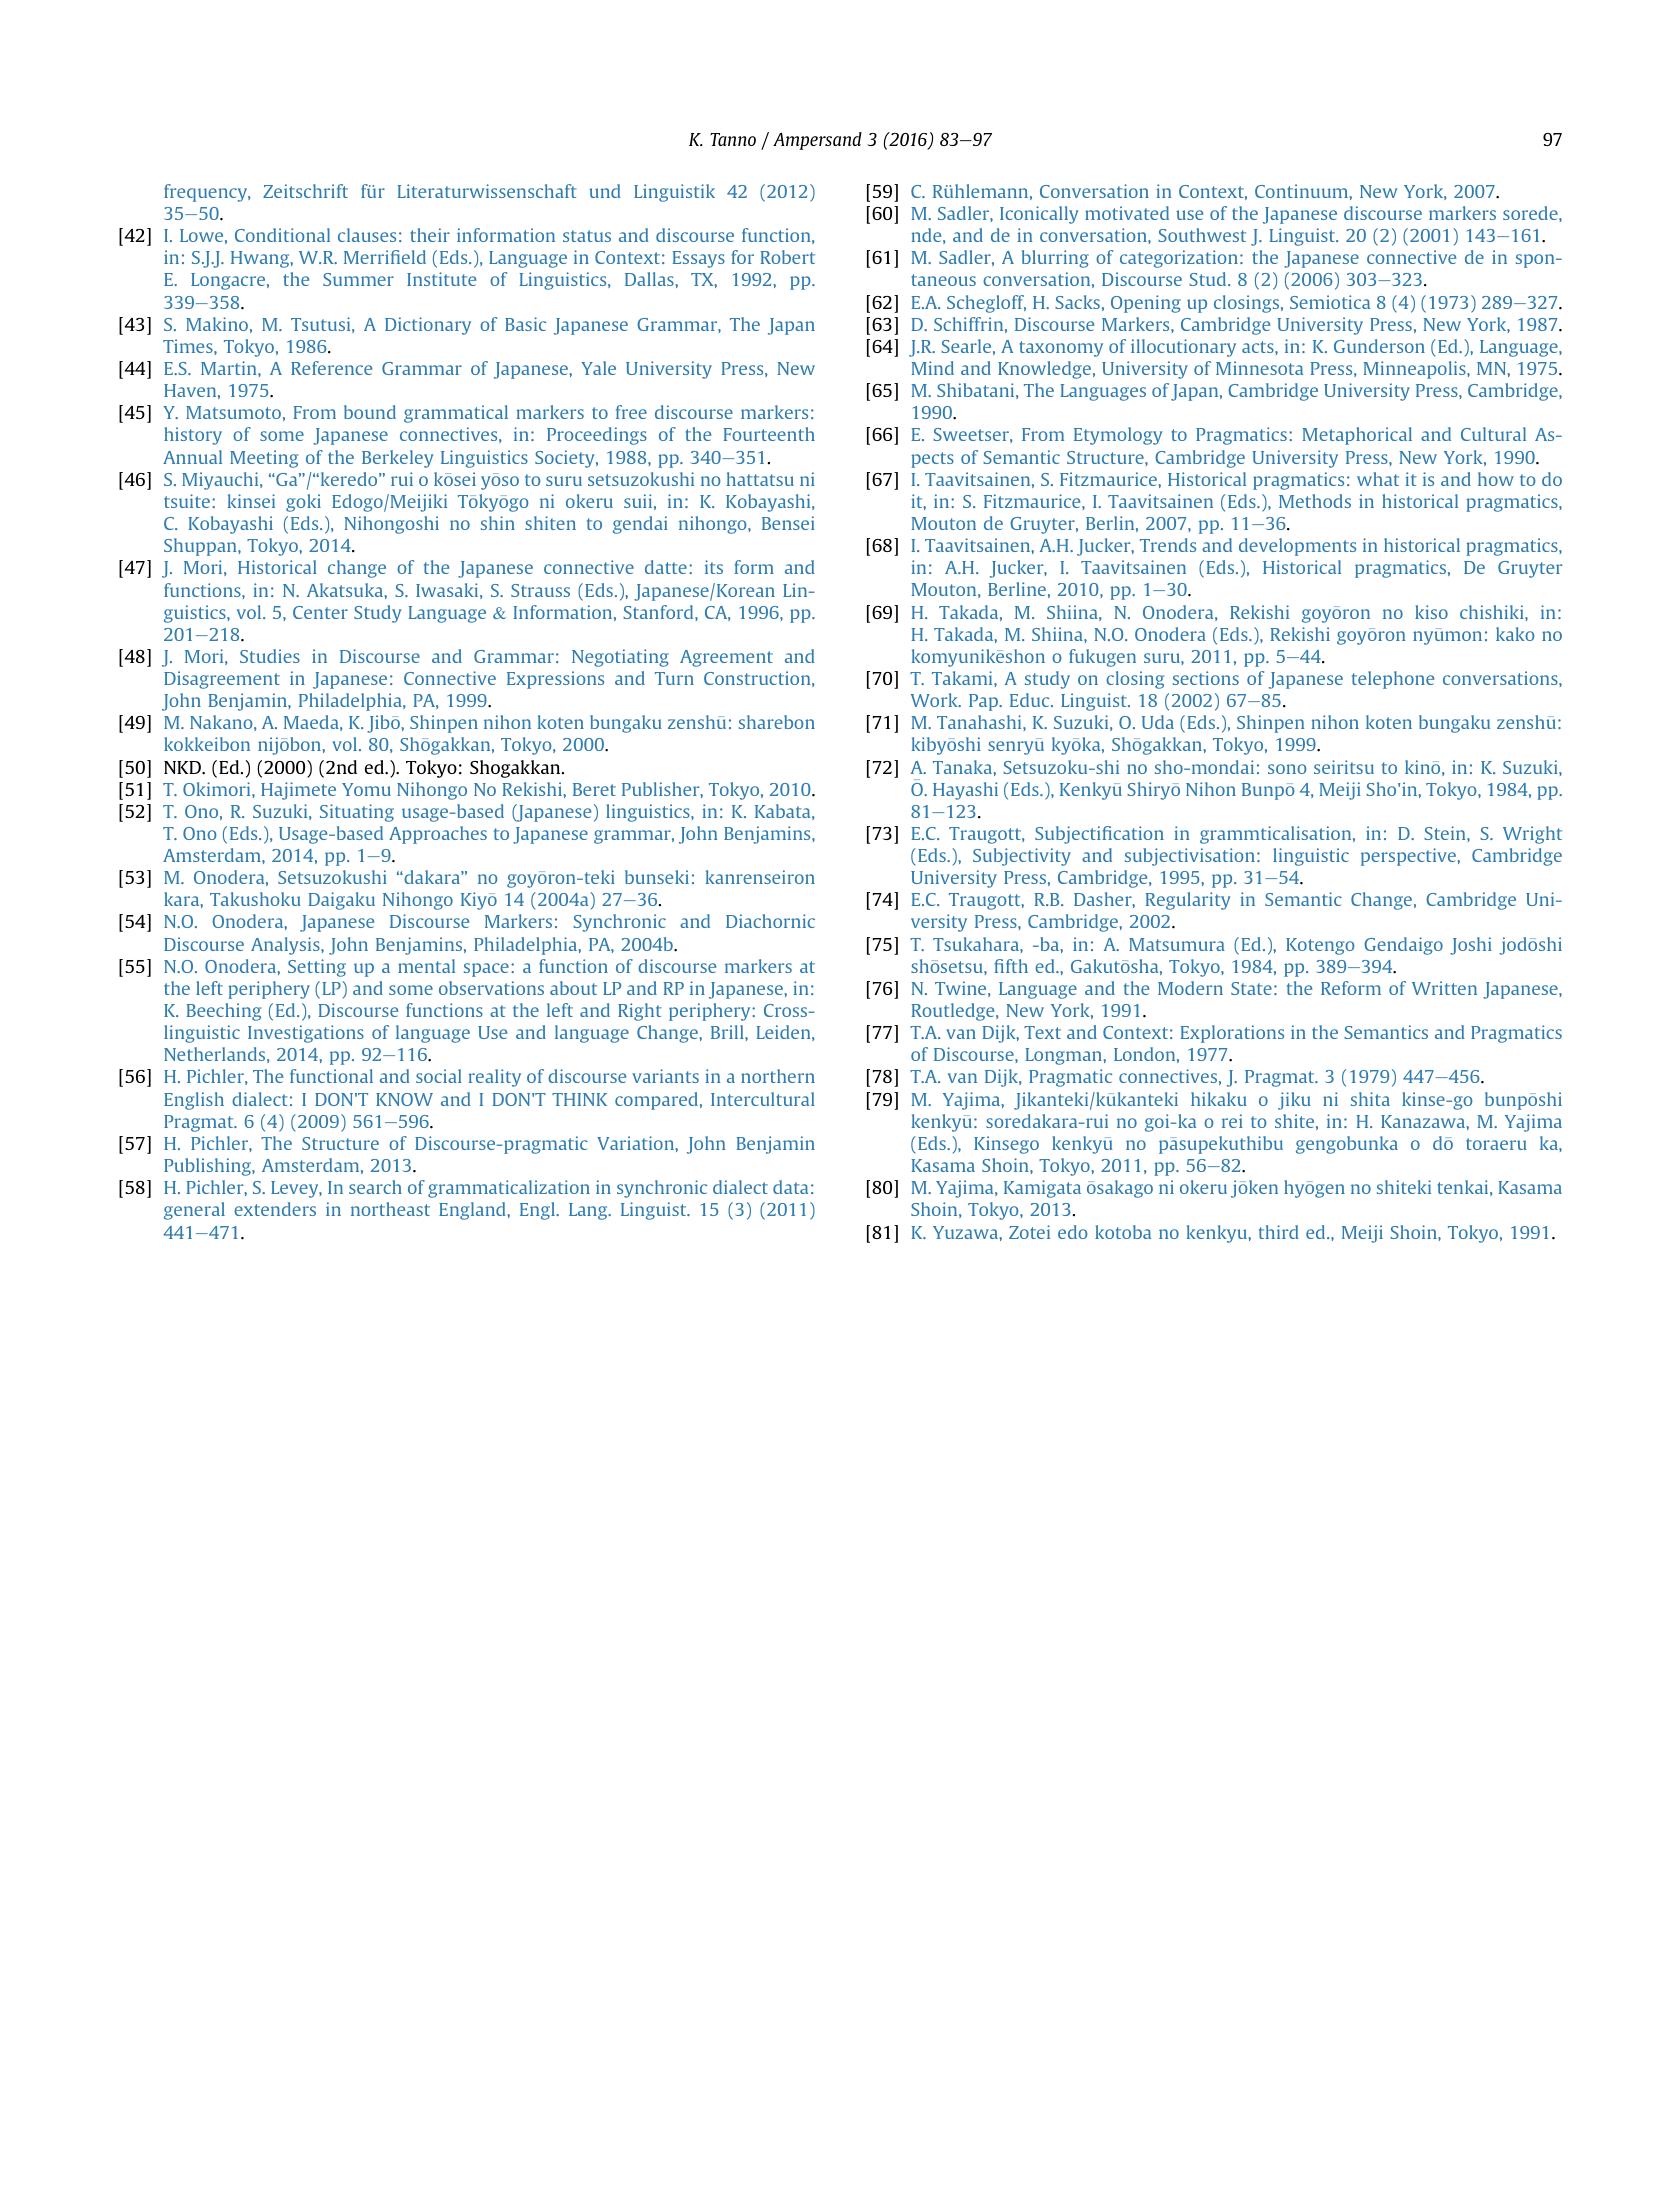 K. Tanno / Ampersand 3 (2016) 83–97
97
frequency, Zeitschrift für Literaturwissenschaft und Linguistik 42 (2012)
35–50.
[42] I. Lowe, Conditional clauses: their information status and discourse function,
in: S.J.J. Hwang, W.R. Merrifield (Eds.), Language in Context: Essays for Robert
E. Longacre, the Summer Institute of Linguistics, Dallas, TX, 1992, pp.
339–358.
[43] S. Makino, M. Tsutusi, A Dictionary of Basic Japanese Grammar, The Japan
Times, Tokyo, 1986.
[44] E.S. Martin, A Reference Grammar of Japanese, Yale University Press, New
Haven, 1975.
[45] Y. Matsumoto, From bound grammatical markers to free discourse markers:
history of some Japanese connectives, in: Proceedings of the Fourteenth
Annual Meeting of the Berkeley Linguistics Society, 1988, pp. 340–351.
[46] S. Miyauchi, “Ga”/“keredo” rui o kōsei yōso to suru setsuzokushi no hattatsu ni
tsuite: kinsei goki Edogo/Meijiki Tōkyōgo ni okeru suii, in: K. Kobayashi,
C. Kobayashi (Eds.), Nihongoshi no shin shiten to gendai nihongo, Bensei
Shuppan, Tokyo, 2014.
[47] J. Mori, Historical change of the Japanese connective datte: its form and
functions, in: N. Akatsuka, S. Iwasaki, S. Strauss (Eds.), Japanese/Korean Lin-
guistics, vol. 5, Center Study Language & Information, Stanford, CA, 1996, pp.
201–218.
[48] J. Mori, Studies in Discourse and Grammar: Negotiating Agreement and
Disagreement in Japanese: Connective Expressions and Turn Construction,
John Benjamin, Philadelphia, PA, 1999.
[49] M. Nakano, A. Maeda, K. Jibō, Shinpen nihon koten bungaku zenshū: sharebon
kokkeibon nijōbon, vol. 80, Shōgakkan, Tokyo, 2000.
[50] NKD. (Ed.) (2000) (2nd ed.). Tokyo: Shogakkan.
[51] T. Okimori, Hajimete Yomu Nihongo No Rekishi, Beret Publisher, Tokyo, 2010.
[52] T. Ono, R. Suzuki, Situating usage-based (Japanese) linguistics, in: K. Kabata,
T. Ono (Eds.), Usage-based Approaches to Japanese grammar, John Benjamins,
Amsterdam, 2014, pp. 1–9.
[53] M. Onodera, Setsuzokushi “dakara” no goyōron-teki bunseki: kanrenseiron
kara, Takushoku Daigaku Nihongo Kiyō 14 (2004a) 27–36.
[54] N.O. Onodera, Japanese Discourse Markers: Synchronic and Diachornic
Discourse Analysis, John Benjamins, Philadelphia, PA, 2004b.
[55] N.O. Onodera, Setting up a mental space: a function of discourse markers at
the left periphery (LP) and some observations about LP and RP in Japanese, in:
K. Beeching (Ed.), Discourse functions at the left and Right periphery: Cross-
linguistic Investigations of language Use and language Change, Brill, Leiden,
Netherlands, 2014, pp. 92–116.
[56] H. Pichler, The functional and social reality of discourse variants in a northern
English dialect: I DON'T KNOW and I DON'T THINK compared, Intercultural
Pragmat. 6 (4) (2009) 561–596.
[57] H. Pichler, The Structure of Discourse-pragmatic Variation, John Benjamin
Publishing, Amsterdam, 2013.
[58] H. Pichler, S. Levey, In search of grammaticalization in synchronic dialect data:
general extenders in northeast England, Engl. Lang. Linguist. 15 (3) (2011)
441–471.
[59] C. Rühlemann, Conversation in Context, Continuum, New York, 2007.
[60] M. Sadler, Iconically motivated use of the Japanese discourse markers sorede,
nde, and de in conversation, Southwest J. Linguist. 20 (2) (2001) 143–161.
[61] M. Sadler, A blurring of categorization: the Japanese connective de in spon-
taneous conversation, Discourse Stud. 8 (2) (2006) 303–323.
[62] E.A. Schegloff, H. Sacks, Opening up closings, Semiotica 8 (4) (1973) 289–327.
[63] D. Schiffrin, Discourse Markers, Cambridge University Press, New York, 1987.
[64] J.R. Searle, A taxonomy of illocutionary acts, in: K. Gunderson (Ed.), Language,
Mind and Knowledge, University of Minnesota Press, Minneapolis, MN, 1975.
[65] M. Shibatani, The Languages of Japan, Cambridge University Press, Cambridge,
1990.
[66] E. Sweetser, From Etymology to Pragmatics: Metaphorical and Cultural As-
pects of Semantic Structure, Cambridge University Press, New York, 1990.
[67] I. Taavitsainen, S. Fitzmaurice, Historical pragmatics: what it is and how to do
it, in: S. Fitzmaurice, I. Taavitsainen (Eds.), Methods in historical pragmatics,
Mouton de Gruyter, Berlin, 2007, pp. 11–36.
[68] I. Taavitsainen, A.H. Jucker, Trends and developments in historical pragmatics,
in: A.H. Jucker, I. Taavitsainen (Eds.), Historical pragmatics, De Gruyter
Mouton, Berline, 2010, pp. 1–30.
[69] H. Takada, M. Shiina, N. Onodera, Rekishi goyōron no kiso chishiki, in:
H. Takada, M. Shiina, N.O. Onodera (Eds.), Rekishi goyōron nyūmon: kako no
komyunikēshon o fukugen suru, 2011, pp. 5–44.
[70] T. Takami, A study on closing sections of Japanese telephone conversations,
Work. Pap. Educ. Linguist. 18 (2002) 67–85.
[71] M. Tanahashi, K. Suzuki, O. Uda (Eds.), Shinpen nihon koten bungaku zenshū:
kibyōshi senryū kyōka, Shōgakkan, Tokyo, 1999.
[72] A. Tanaka, Setsuzoku-shi no sho-mondai: sono seiritsu to kinō, in: K. Suzuki,
Ō. Hayashi (Eds.), Kenkyū Shiryō Nihon Bunpō 4, Meiji Sho'in, Tokyo, 1984, pp.
81–123.
[73] E.C. Traugott, Subjectification in grammticalisation, in: D. Stein, S. Wright
(Eds.), Subjectivity and subjectivisation: linguistic perspective, Cambridge
University Press, Cambridge, 1995, pp. 31–54.
[74] E.C. Traugott, R.B. Dasher, Regularity in Semantic Change, Cambridge Uni-
versity Press, Cambridge, 2002.
[75] T. Tsukahara, -ba, in: A. Matsumura (Ed.), Kotengo Gendaigo Joshi jodōshi
shōsetsu, fifth ed., Gakutōsha, Tokyo, 1984, pp. 389–394.
[76] N. Twine, Language and the Modern State: the Reform of Written Japanese,
Routledge, New York, 1991.
[77] T.A. van Dijk, Text and Context: Explorations in the Semantics and Pragmatics
of Discourse, Longman, London, 1977.
[78] T.A. van Dijk, Pragmatic connectives, J. Pragmat. 3 (1979) 447–456.
[79] M. Yajima, Jikanteki/kūkanteki hikaku o jiku ni shita kinse-go bunpōshi
kenkyū: soredakara-rui no goi-ka o rei to shite, in: H. Kanazawa, M. Yajima
(Eds.), Kinsego kenkyū no pāsupekuthibu gengobunka o dō toraeru ka,
Kasama Shoin, Tokyo, 2011, pp. 56–82.
[80] M. Yajima, Kamigata ōsakago ni okeru jōken hyōgen no shiteki tenkai, Kasama
Shoin, Tokyo, 2013.
[81] K. Yuzawa, Zotei edo kotoba no kenkyu, third ed., Meiji Shoin, Tokyo, 1991.